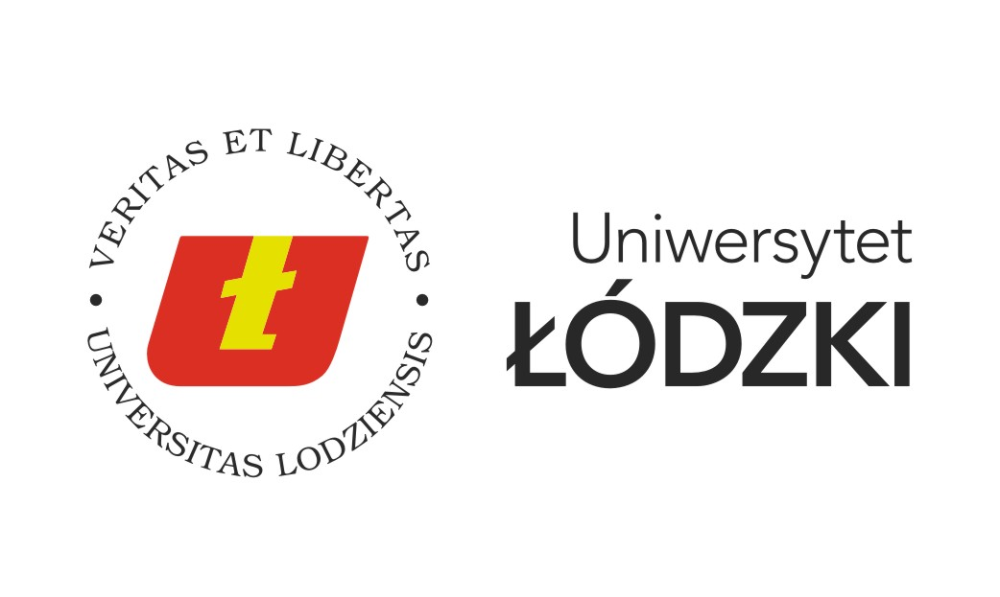 VERITAS ET LIBERTAS
UNIVERSITAS LODZIENSIS
ł
Uniwersytet
ŁÓDZKI